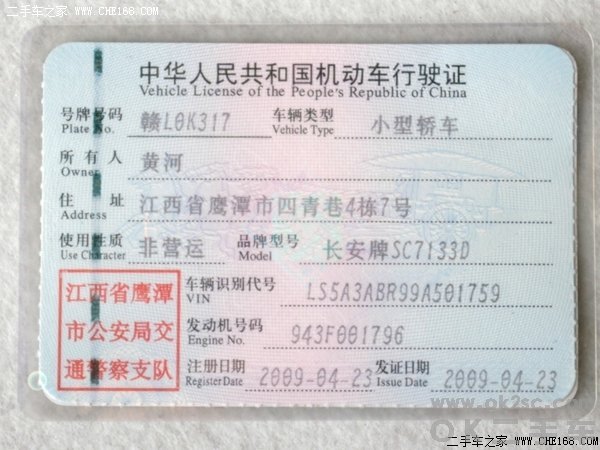 二手车之家 www.CHE168.com
中华人民共和国机动车行驶证
Vehicle License of the People's Republic of China
号牌号码 赣L0K317 车辆类型 小型轿车
Plate No. Vehicle Type
所有人 黄河
Owner
住址 江西省鹰潭市四青巷4栋7号
Address
使用性质 非营运 品牌型号 长安牌SC7133D
Use Character Model
江西省鹰潭
市公安局交
通警察支队
车辆识别代号 LS5A3ABR99A501759
VIN
发动机号码 943F001796
Engine No.
注册日期 2009-04-23 发证日期 2009-04-23
Register Date Issue Date
www.ok2sc.c
OK二手车
二手车之家 www.CHE168.com